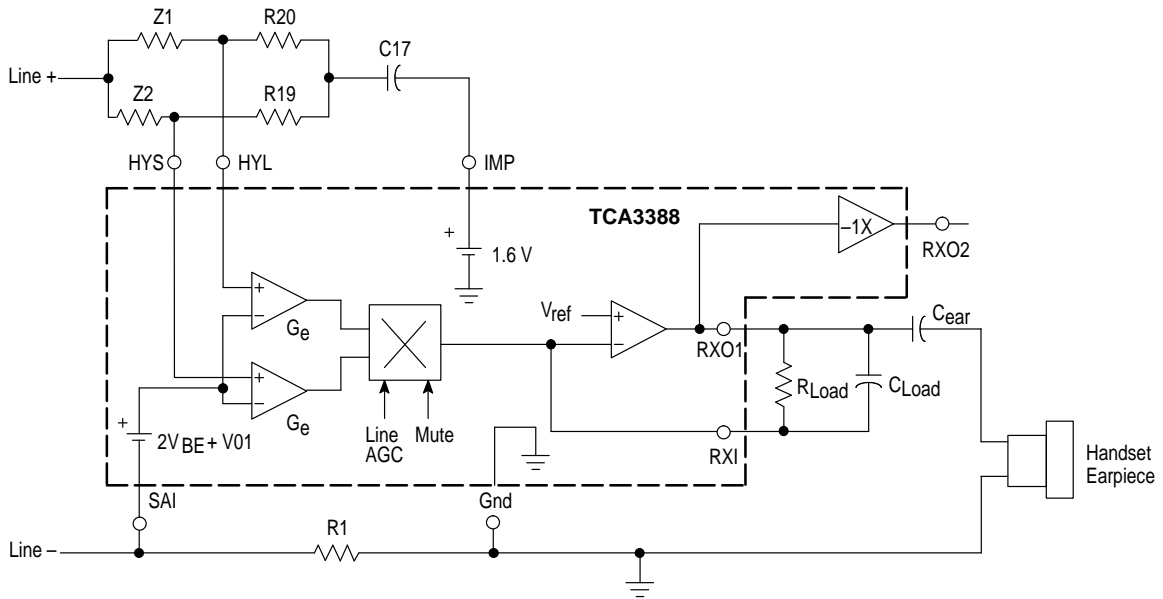 Z1
R20
C17
Line +
Z2
R19
HYS
HYL
IMP
TCA3388
–1X
RXO2
+
1.6 V
+
–
Ge
Vref
+
–
RXO1
Cear
RLoad
CLoad
+
–
Ge
+
2VBE + V01
Line
AGC
Mute
RXI
Handset
Earpiece
SAI
Gnd
R1
Line –